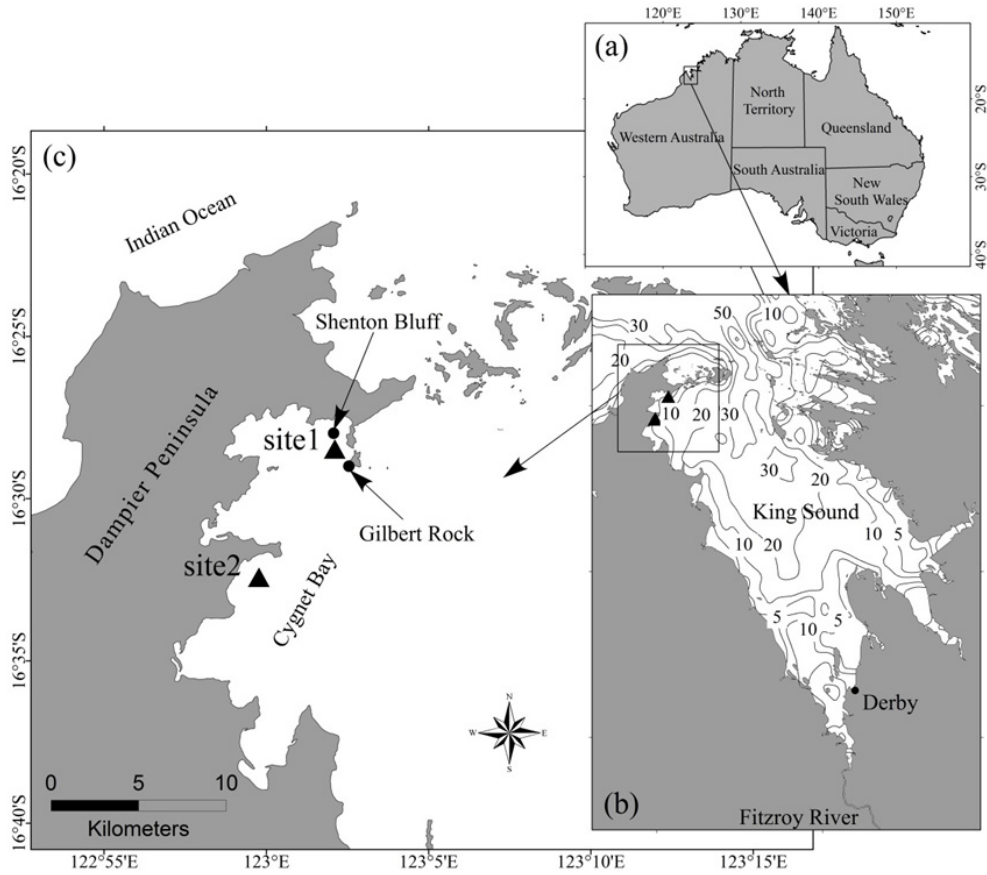 120°E
130°E
140°E
150°E
(a)
20°S
30°S
40°S
North
Territory
Western Australia
Queensland
South Australia
New
South Wales
Victoria
(c)
16°20'S
16°25'S
16°30'S
16°35'S
16°40'S
Indian Ocean
Shenton Bluff
site1
Dampier Peninsula
Gilbert Rock
site2
Cygnet Bay
N
W
E
S
0
5
10
Kilometers
122°55'E
123°E
123°5'E
123°10'E
123°15'E
50
10
30
20
10
20
30
30
20
King Sound
10
5
10
20
5
5
10
Derby
(b)
Fitzroy River